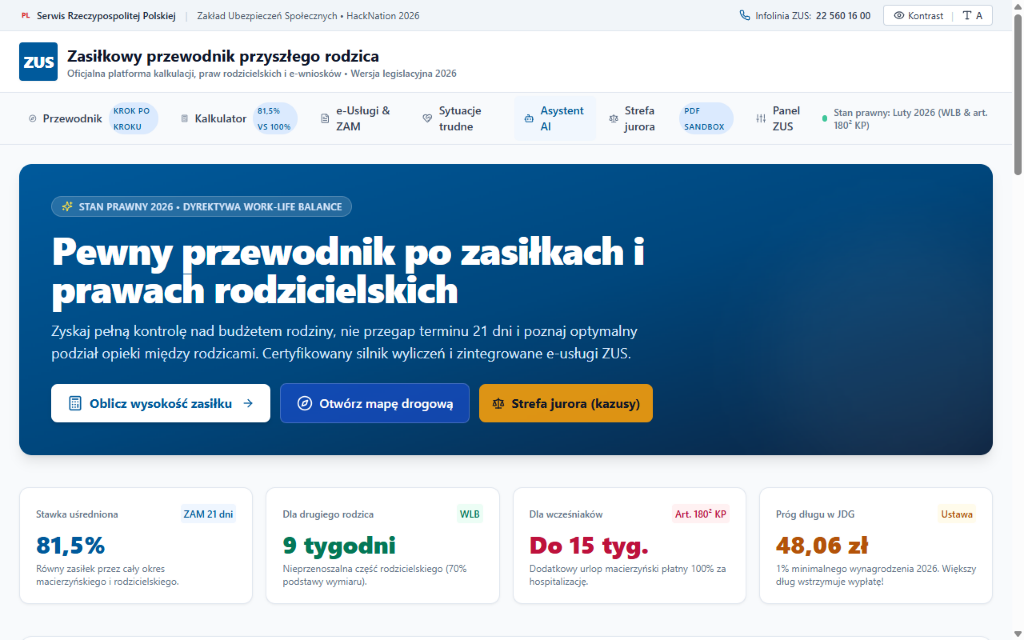 PL Serwis Rzeczypospolitej Polskiej | Zakład Ubezpieczeń Społecznych • HackNation 2026
Infolinia ZUS: 22 560 16 00
Kontrast | T A
ZUS
Zasiłkowy przewodnik przyszłego rodzica
Oficjalna platforma kalkulacji, praw rodzicielskich i e-wniosków • Wersja legislacyjna 2026
Przewodnik
KROK PO
KROKU
Kalkulator
81,5%
VS 100%
e-Usługi &
ZAM
Sytuacje
trudne
Asystent
AI
Strefa
jurora
PDF
SANDBOX
Panel
ZUS
Stan prawny: Luty 2026 (WLB & art.
180² KP)
STAN PRAWNY 2026 • DYREKTYWA WORK-LIFE BALANCE
Pewny przewodnik po zasiłkach i
prawach rodzicielskich
Zyskaj pełną kontrolę nad budżetem rodziny, nie przegap terminu 21 dni i poznaj optymalny
podział opieki między rodzicami. Certyfikowany silnik wyliczeń i zintegrowane e-usługi ZUS.
Oblicz wysokość zasiłku →
Otwórz mapę drogową
Strefa jurora (kazusy)
Stawka uśredniona
ZAM 21 dni
81,5%
Równy zasiłek przez cały okres
macierzyńskiego i rodzicielskiego.
Dla drugiego rodzica
WLB
9 tygodni
Nieprzenoszalna część rodzicielskiego (70%
podstawy wymiaru).
Dla wcześniaków
Art. 180² KP
Do 15 tyg.
Dodatkowy urlop macierzyński płatny 100% za
hospitalizację.
Próg długu w JDG
Ustawa
48,06 zł
1% minimalnego wynagrodzenia 2026. Większy
dług wstrzymuje wypłatę!